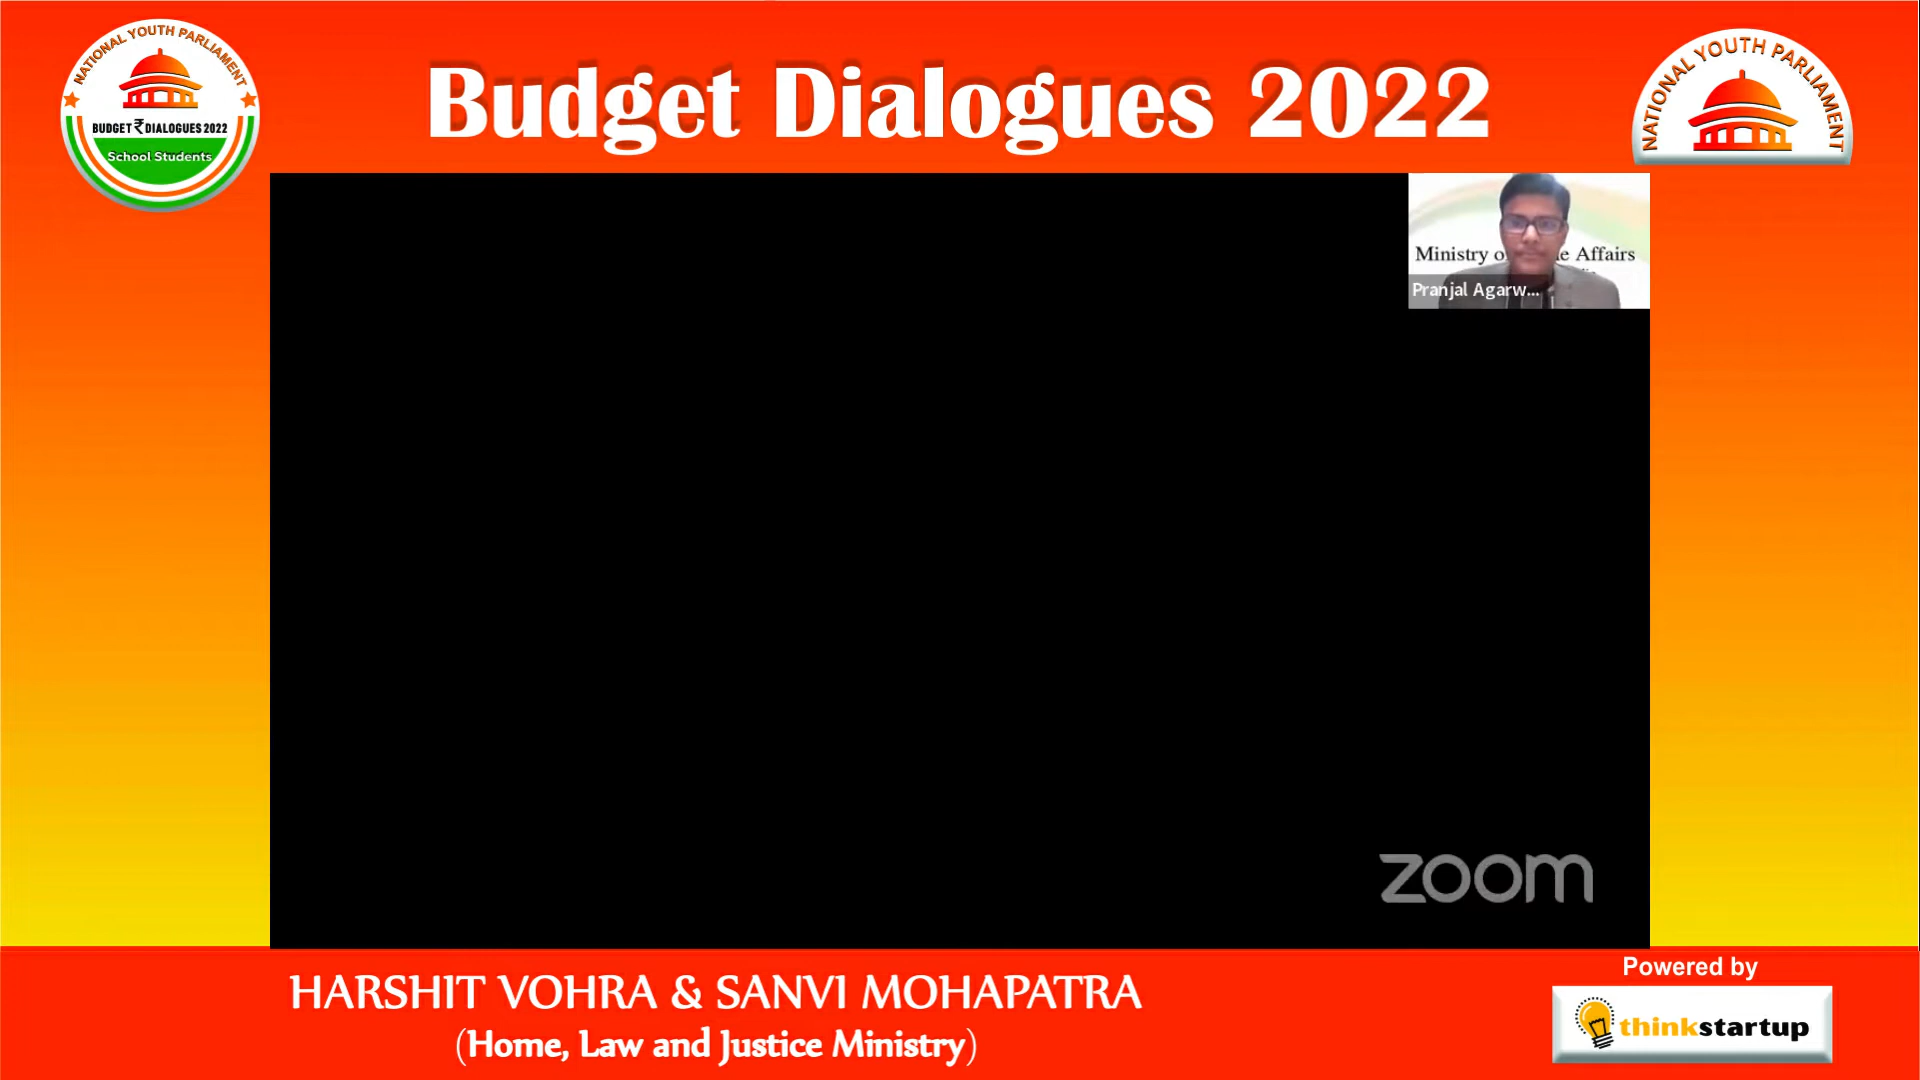 NATIONAL YOUTH PARLIAMENT
BUDGET ₹ DIALOGUES 2022
School Students
Budget Dialogues 2022
NATIONAL YOUTH PARLIAMENT
Ministry o e Affairs
Pranjal Agarw...
zoom
HARSHIT VOHRA & SANVI MOHAPATRA
(Home, Law and Justice Ministry)
Powered by
thinkstartup